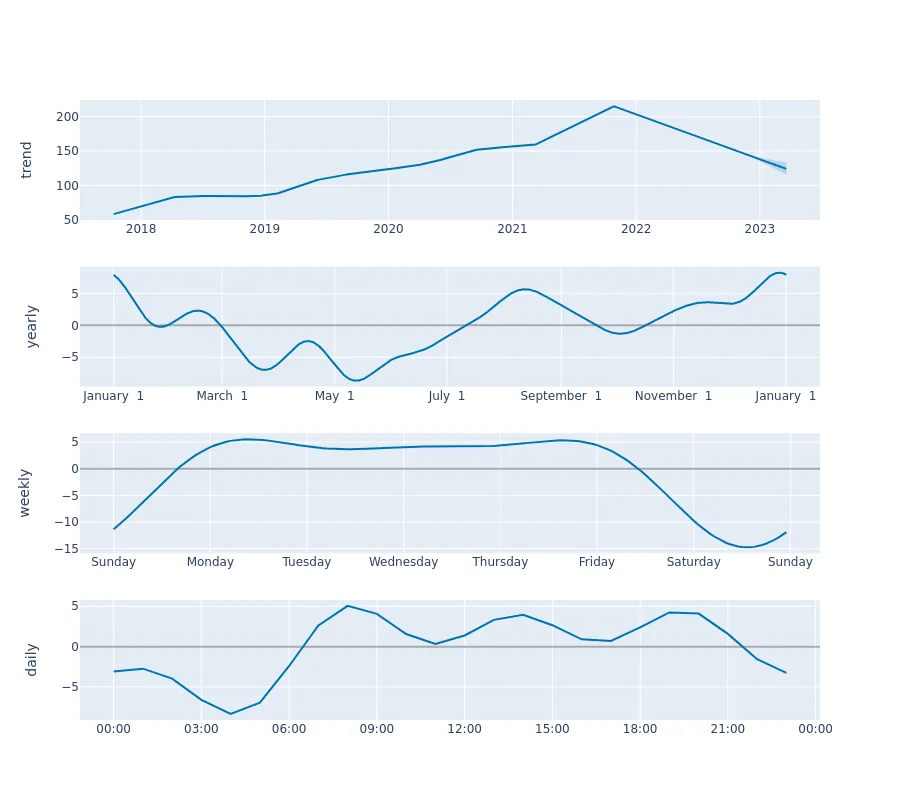 trend
200
150
100
50
2018 2019 2020 2021 2022 2023
yearly
5
0
−5
January 1 March 1 May 1 July 1 September 1 November 1 January 1
weekly
5
0
−5
−10
−15
Sunday Monday Tuesday Wednesday Thursday Friday Saturday Sunday
daily
5
0
−5
00:00 03:00 06:00 09:00 12:00 15:00 18:00 21:00 00:00